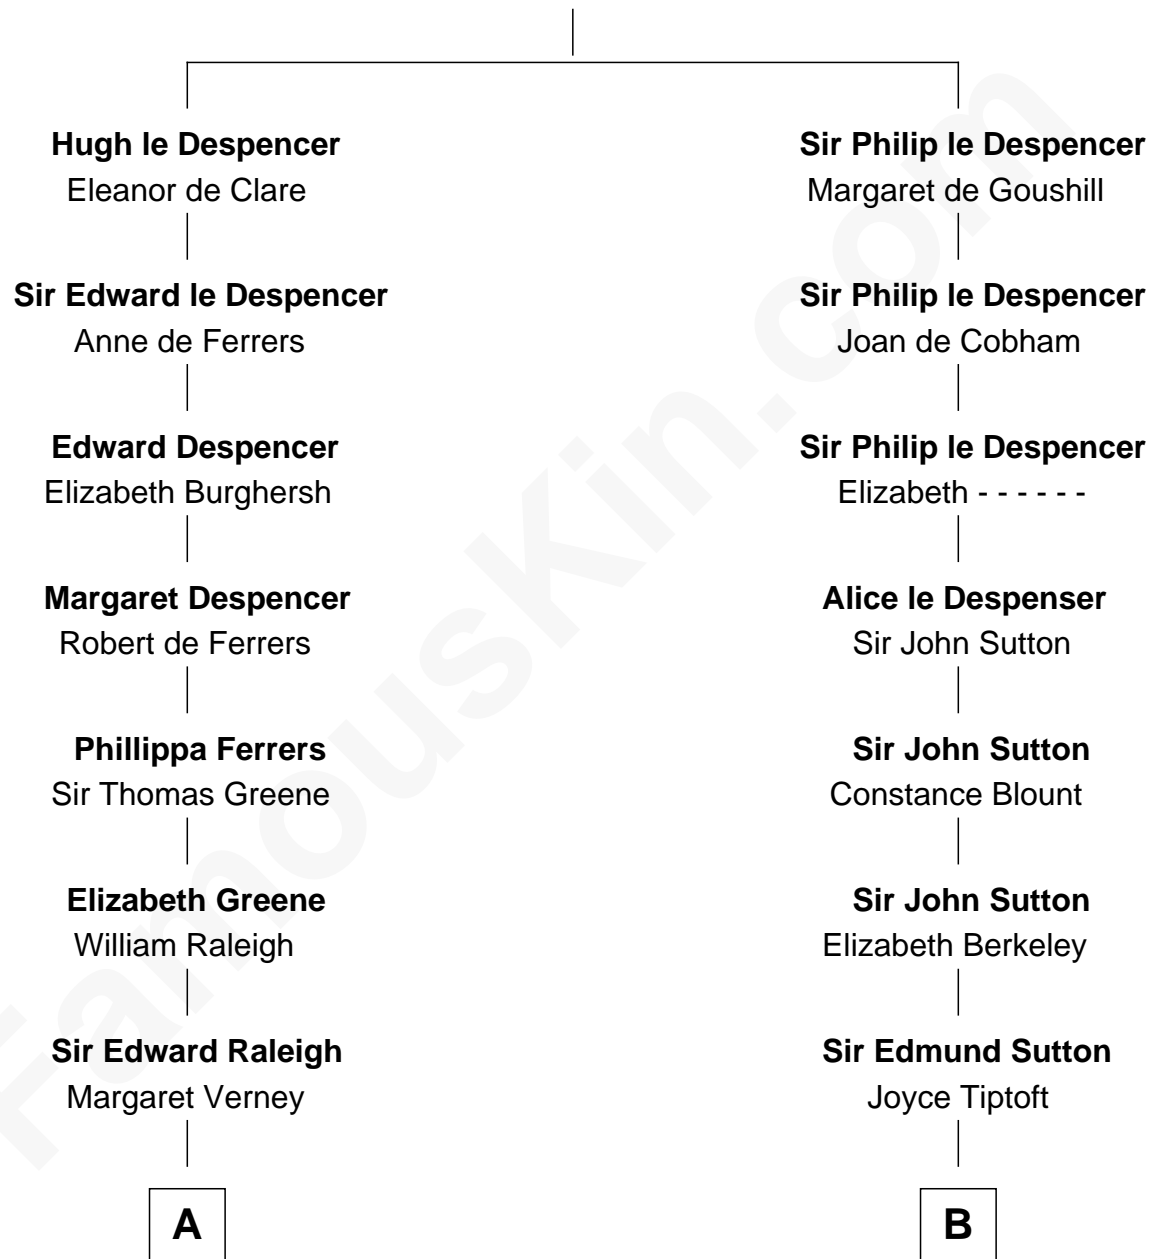 Hugh le Despencer
Eleanor de Clare
Sir Edward le Despencer
Anne de Ferrers
Edward Despencer
Elizabeth Burghersh
Margaret Despencer
Robert de Ferrers
Phillippa Ferrers
Sir Thomas Greene
Elizabeth Greene
William Raleigh
Sir Edward Raleigh
Margaret Verney
A
Sir Philip le Despencer
Margaret de Goushill
Sir Philip le Despencer
Joan de Cobham
Sir Philip le Despencer
Elizabeth - - - - - -
Alice le Despenser
Sir John Sutton
Sir John Sutton
Constance Blount
Sir John Sutton
Elizabeth Berkeley
Sir Edmund Sutton
Joyce Tiptoft
B
FamousKin.com